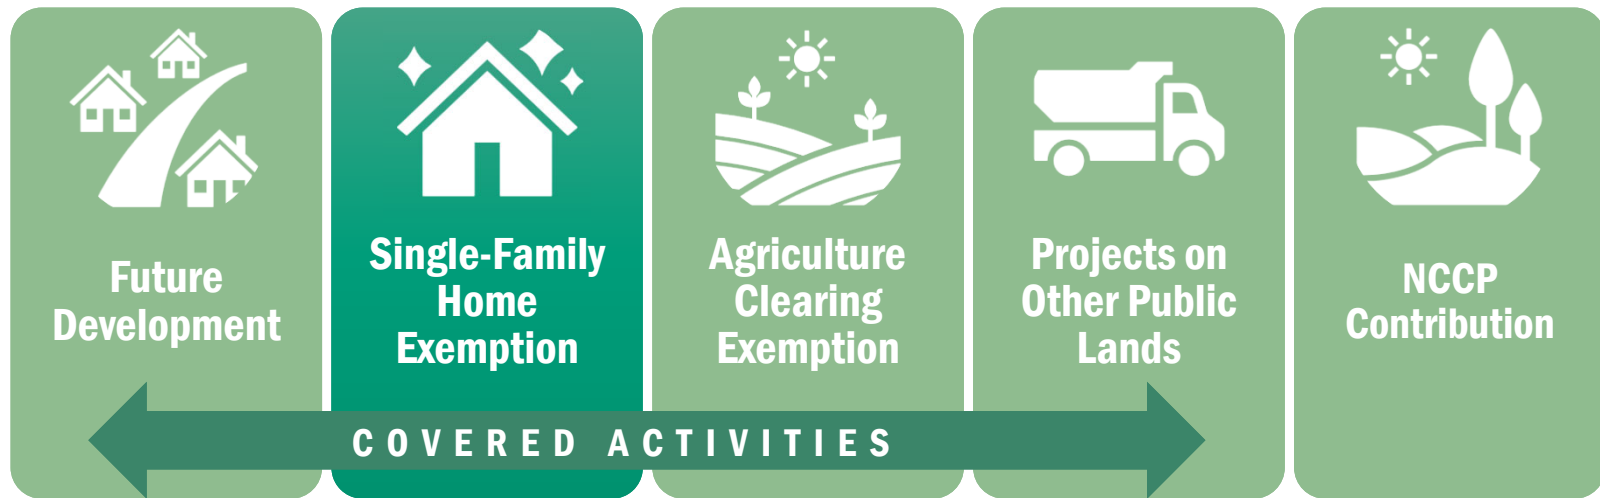 Future
Development
Single-Family
Home
Exemption
Agriculture
Clearing
Exemption
Projects on
Other Public
Lands
NCCP
Contribution
COVERED ACTIVITIES